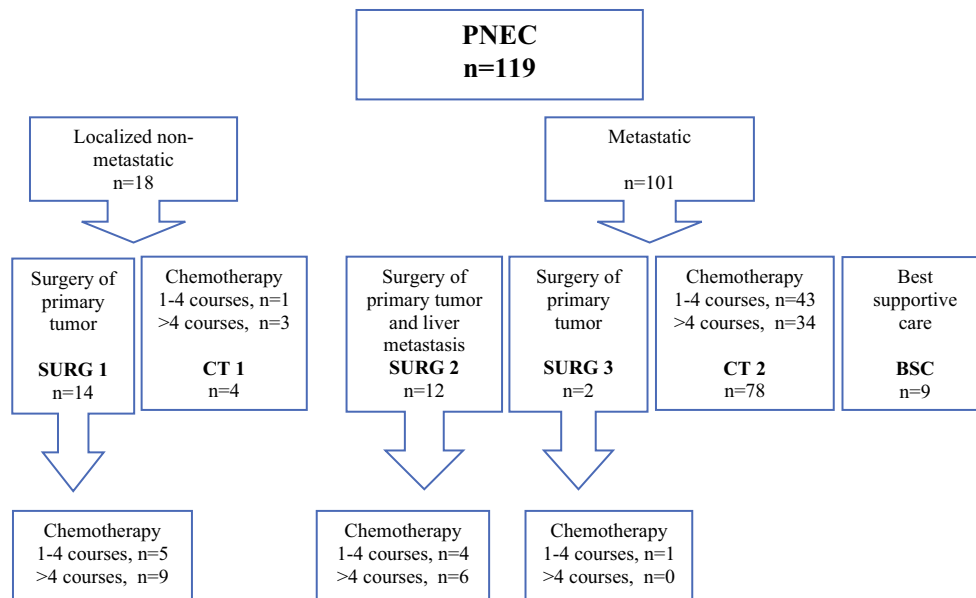 PNEC
n=119
Localized non-
metastatic
n=18
Metastatic
n=101
Surgery of
primary
tumor
SURG 1
n=14
Chemotherapy
1-4 courses, n=1
>4 courses, n=3
CT 1
n=4
Surgery of
primary tumor
and liver
metastasis
SURG 2
n=12
Surgery of
primary
tumor
SURG 3
n=2
Chemotherapy
1-4 courses, n=43
>4 courses, n=34
CT 2
n=78
Best
supportive
care
BSC
n=9
Chemotherapy
1-4 courses, n=5
>4 courses, n=9
Chemotherapy
1-4 courses, n=4
>4 courses, n=6
Chemotherapy
1-4 courses, n=1
>4 courses, n=0